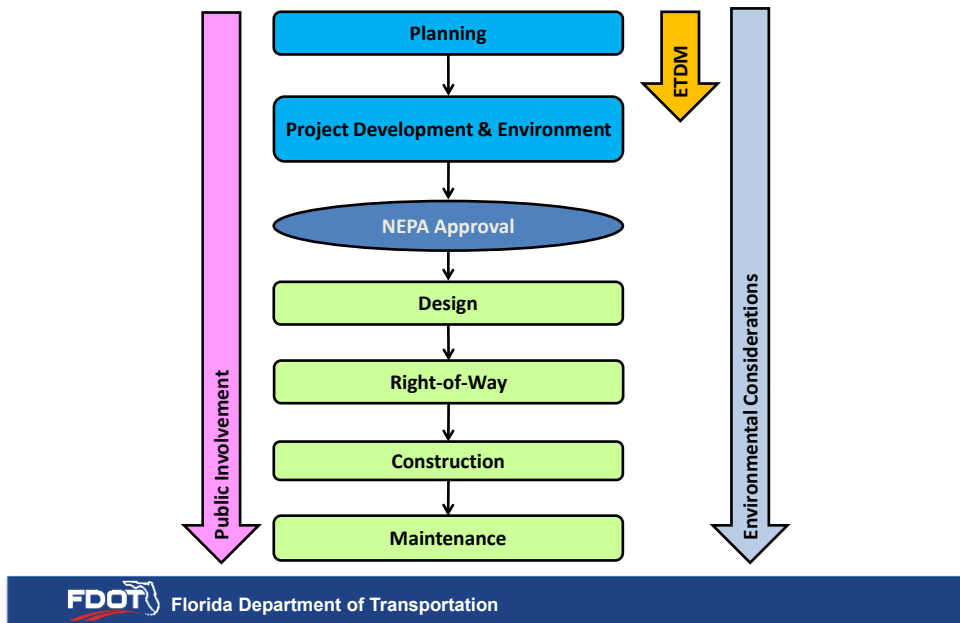 Planning
ETDM
Project Development & Environment
NEPA Approval
Design
Right-of-Way
Construction
Maintenance
Public Involvement
Environmental Considerations
FDOT Florida Department of Transportation